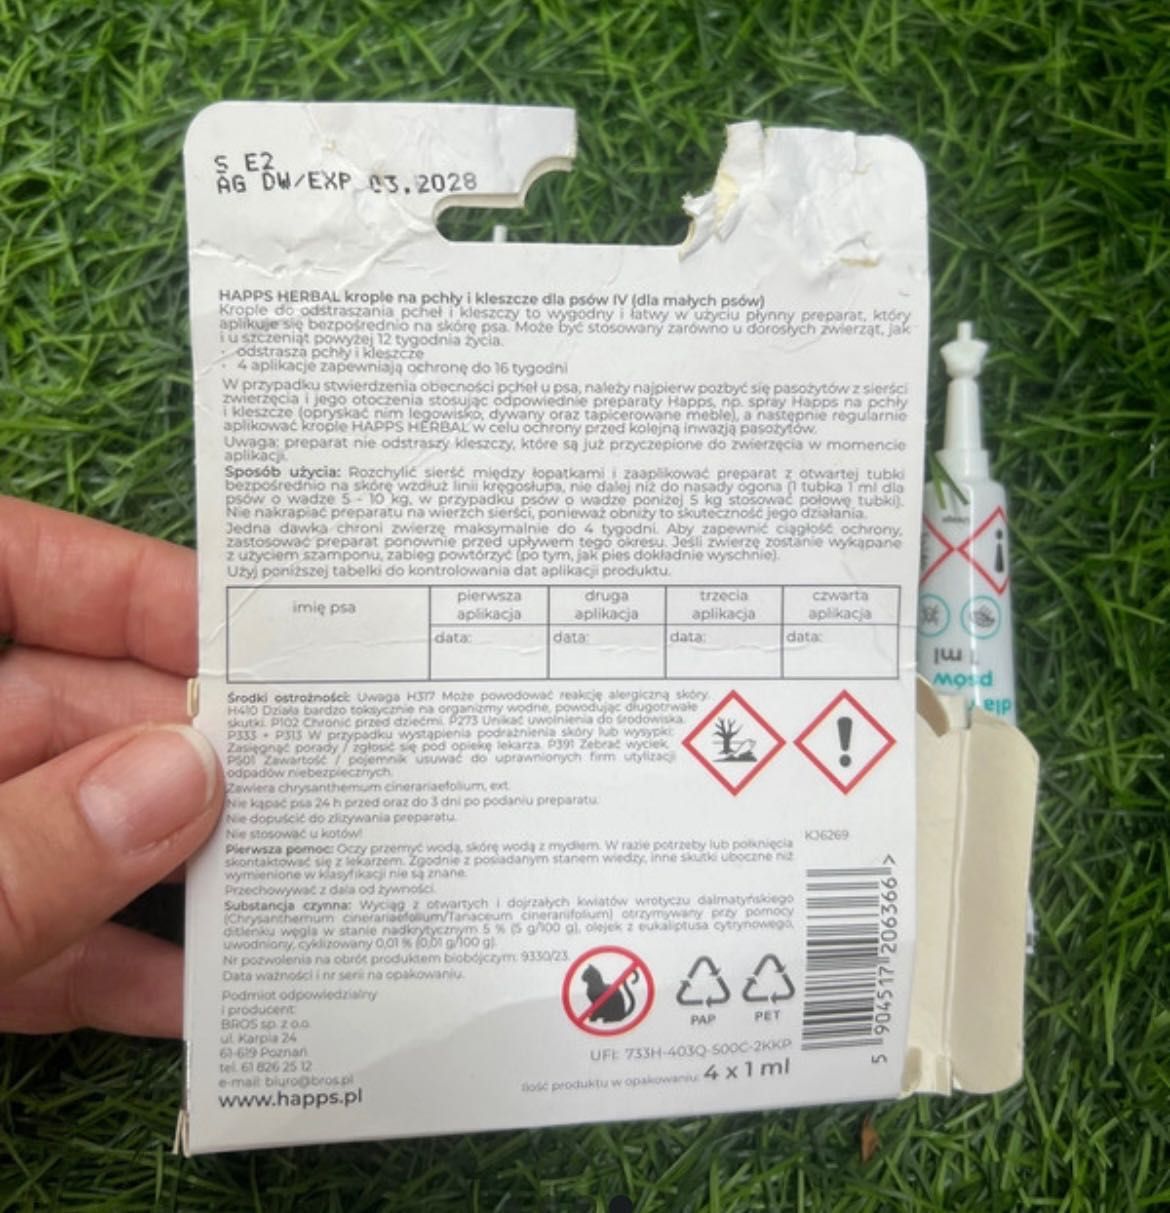 S E2
AG DW/EXP 03.2028
HAPPS HERBAL krople na pchły i kleszcze dla psów IV (dla małych psów)
Krople do odstraszania pcheł i kleszczy to wygodny i łatwy w użyciu płynny preparat, który
aplikuje się bezpośrednio na skórę psa. Może być stosowany zarówno u dorosłych zwierząt, jak
i u szczeniąt powyżej 12 tygodnia życia.
· odstrasza pchły i kleszcze
· 4 aplikacje zapewniają ochronę do 16 tygodni
W przypadku stwierdzenia obecności pcheł u psa, należy najpierw pozbyć się pasożytów z sierści
zwierzęcia i jego otoczenia stosując odpowiednie preparaty Happs, np. spray Happs na pchły
i kleszcze (opryskać nim legowisko, dywany oraz tapicerowane meble), a następnie regularnie
aplikować krople HAPPS HERBAL w celu ochrony przed kolejną inwazją pasożytów.
Uwaga: preparat nie odstraszy kleszczy, które są już przyczepione do zwierzęcia w momencie
aplikacji.
Sposób użycia: Rozchylić sierść między łopatkami i zaaplikować preparat z otwartej tubki
bezpośrednio na skórę wzdłuż linii kręgosłupa, nie dalej niż do nasady ogona (1 tubka 1 ml dla
psów o wadze 5 - 10 kg, w przypadku psów o wadze poniżej 5 kg stosować połowę tubki).
Nie nakrapiać preparatu na wierzch sierści, ponieważ obniży to skuteczność jego działania.
Jedna dawka chroni zwierzę maksymalnie do 4 tygodni. Aby zapewnić ciągłość ochrony,
zastosować preparat ponownie przed upływem tego okresu. Jeśli zwierzę zostanie wykąpane
z użyciem szamponu, zabieg powtórzyć (po tym, jak pies dokładnie wyschnie).
Użyj poniższej tabelki do kontrolowania dat aplikacji produktu.
imię psa
pierwsza aplikacja
druga aplikacja
trzecia aplikacja
czwarta aplikacja
data: data: data: data:
Środki ostrożności: Uwaga H317 Może powodować reakcję alergiczną skóry.
H410 Działa bardzo toksycznie na organizmy wodne, powodując długotrwałe
skutki. P102 Chronić przed dziećmi. P273 Unikać uwolnienia do środowiska.
P333 + P313 W przypadku wystąpienia podrażnienia skóry lub wysypki:
Zasięgnąć porady / zgłosić się pod opiekę lekarza. P391 Zebrać wyciek.
P501 Zawartość / pojemnik usuwać do uprawnionych firm utylizacji
odpadów niebezpiecznych.
Zawiera chrysanthemum cinerariaefolium, ext.
Nie kąpać psa 24 h przed oraz do 3 dni po podaniu preparatu.
Nie dopuścić do zlizywania preparatu.
Nie stosować u kotów!
KJ6269
Pierwsza pomoc: Oczy przemyć wodą, skórę wodą z mydłem. W razie potrzeby lub połknięcia
skontaktować się z lekarzem. Zgodnie z posiadanym stanem wiedzy, inne skutki uboczne niż
wymienione w klasyfikacji nie są znane.
Przechowywać z dala od żywności.
Substancja czynna: Wyciąg z otwartych i dojrzałych kwiatów wrotyczu dalmatyńskiego
(Chrysanthemum cinerariaefolium/Tanaceum cinerariifolium) otrzymywany przy pomocy
ditlenku węgla w stanie nadkrytycznym 5 % (5 g/100 g), olejek z eukaliptusa cytrynowego,
uwodniony, cyklizowany 0,01 % (0,01 g/100 g).
Nr pozwolenia na obrót produktem biobójczym: 9330/23.
Data ważności i nr serii na opakowaniu.
Podmiot odpowiedzialny
i producent:
BROS sp. z o.o.
ul. Karpia 24
61-619 Poznań
tel. 61 826 25 12
e-mail: biuro@bros.pl
www.happs.pl
PAP
PET
UFI: 733H-403Q-500C-2KKP
Ilość produktu w opakowaniu: 4 x 1 ml
5 904517 206366 >
1 ml
psów
dla